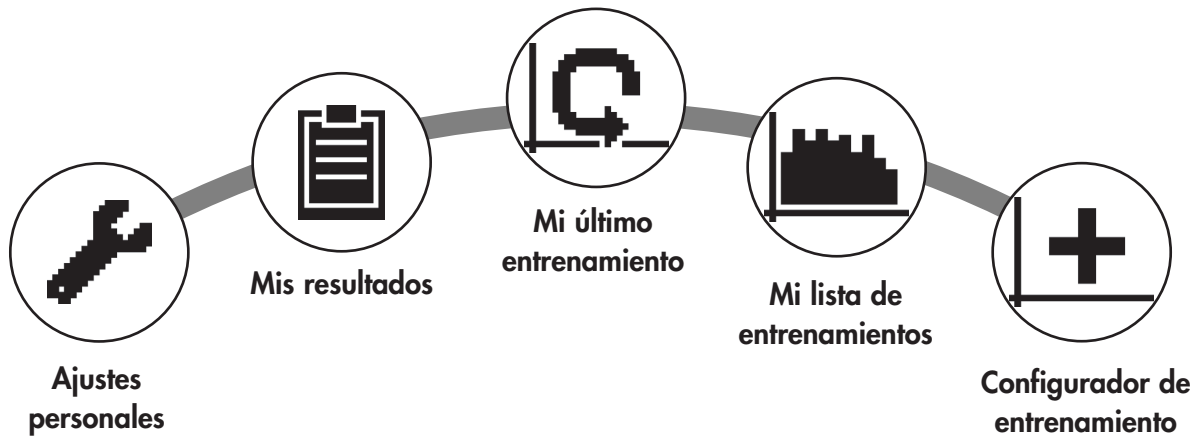 Ajustes
personales
Mis resultados
Mi último
entrenamiento
Mi lista de
entrenamientos
Configurador de
entrenamiento